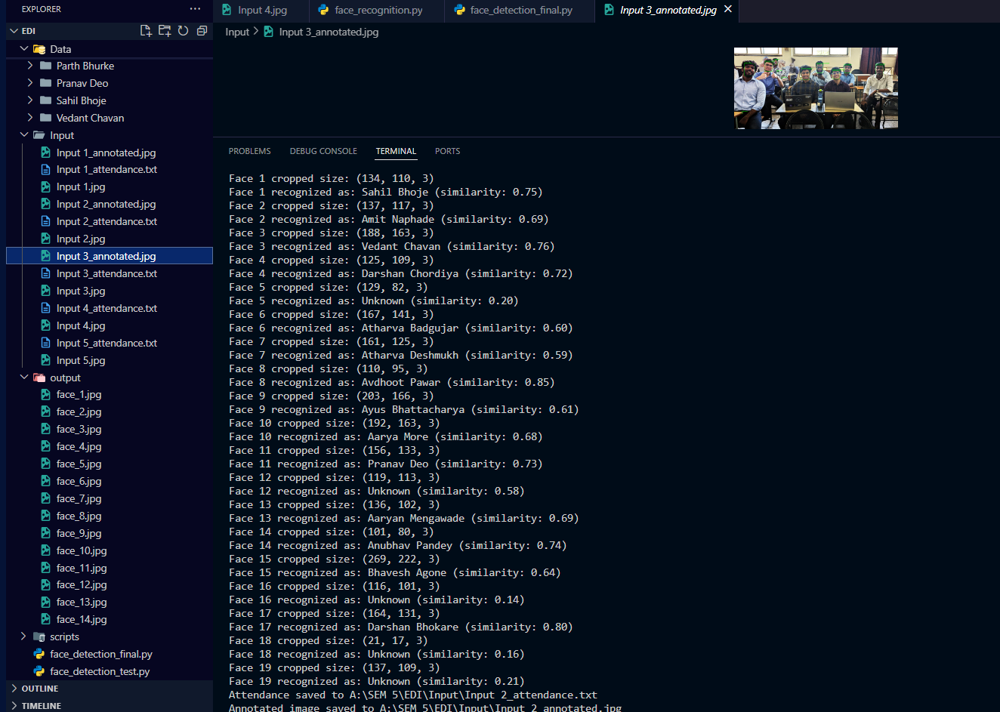 EXPLORER
EDI
Data
Parth Bhurke
Pranav Deo
Sahil Bhoje
Vedant Chavan
Input
Input 1_annotated.jpg
Input 1_attendance.txt
Input 1.jpg
Input 2_annotated.jpg
Input 2_attendance.txt
Input 2.jpg
Input 3_annotated.jpg
Input 3_attendance.txt
Input 3.jpg
Input 4_attendance.txt
Input 4.jpg
Input 5_attendance.txt
Input 5.jpg
output
face_1.jpg
face_2.jpg
face_3.jpg
face_4.jpg
face_5.jpg
face_6.jpg
face_7.jpg
face_8.jpg
face_9.jpg
face_10.jpg
face_11.jpg
face_12.jpg
face_13.jpg
face_14.jpg
scripts
face_detection_final.py
face_detection_test.py
OUTLINE
TIMELINE
Input 4.jpg face_recognition.py face_detection_final.py Input 3_annotated.jpg
Input > Input 3_annotated.jpg
PROBLEMS DEBUG CONSOLE TERMINAL PORTS
Face 1 cropped size: (134, 110, 3)
Face 1 recognized as: Sahil Bhoje (similarity: 0.75)
Face 2 cropped size: (137, 117, 3)
Face 2 recognized as: Amit Naphade (similarity: 0.69)
Face 3 cropped size: (188, 163, 3)
Face 3 recognized as: Vedant Chavan (similarity: 0.76)
Face 4 cropped size: (125, 109, 3)
Face 4 recognized as: Darshan Chordiya (similarity: 0.72)
Face 5 cropped size: (129, 82, 3)
Face 5 recognized as: Unknown (similarity: 0.20)
Face 6 cropped size: (167, 141, 3)
Face 6 recognized as: Atharva Badgujar (similarity: 0.60)
Face 7 cropped size: (161, 125, 3)
Face 7 recognized as: Atharva Deshmukh (similarity: 0.59)
Face 8 cropped size: (110, 95, 3)
Face 8 recognized as: Avdhoot Pawar (similarity: 0.85)
Face 9 cropped size: (203, 166, 3)
Face 9 recognized as: Ayus Bhattacharya (similarity: 0.61)
Face 10 cropped size: (192, 163, 3)
Face 10 recognized as: Aarya More (similarity: 0.68)
Face 11 cropped size: (156, 133, 3)
Face 11 recognized as: Pranav Deo (similarity: 0.73)
Face 12 cropped size: (119, 113, 3)
Face 12 recognized as: Unknown (similarity: 0.58)
Face 13 cropped size: (136, 102, 3)
Face 13 recognized as: Aaryan Mengawade (similarity: 0.69)
Face 14 cropped size: (101, 80, 3)
Face 14 recognized as: Anubhav Pandey (similarity: 0.74)
Face 15 cropped size: (269, 222, 3)
Face 15 recognized as: Bhavesh Agone (similarity: 0.64)
Face 16 cropped size: (116, 101, 3)
Face 16 recognized as: Unknown (similarity: 0.14)
Face 17 cropped size: (164, 131, 3)
Face 17 recognized as: Darshan Bhokare (similarity: 0.80)
Face 18 cropped size: (21, 17, 3)
Face 18 recognized as: Unknown (similarity: 0.16)
Face 19 cropped size: (137, 109, 3)
Face 19 recognized as: Unknown (similarity: 0.21)
Attendance saved to A:\SEM 5\EDI\Input\Input 2_attendance.txt
Annotated image saved to A:\SEM 5\EDI\Input\Input 2_annotated.jpg